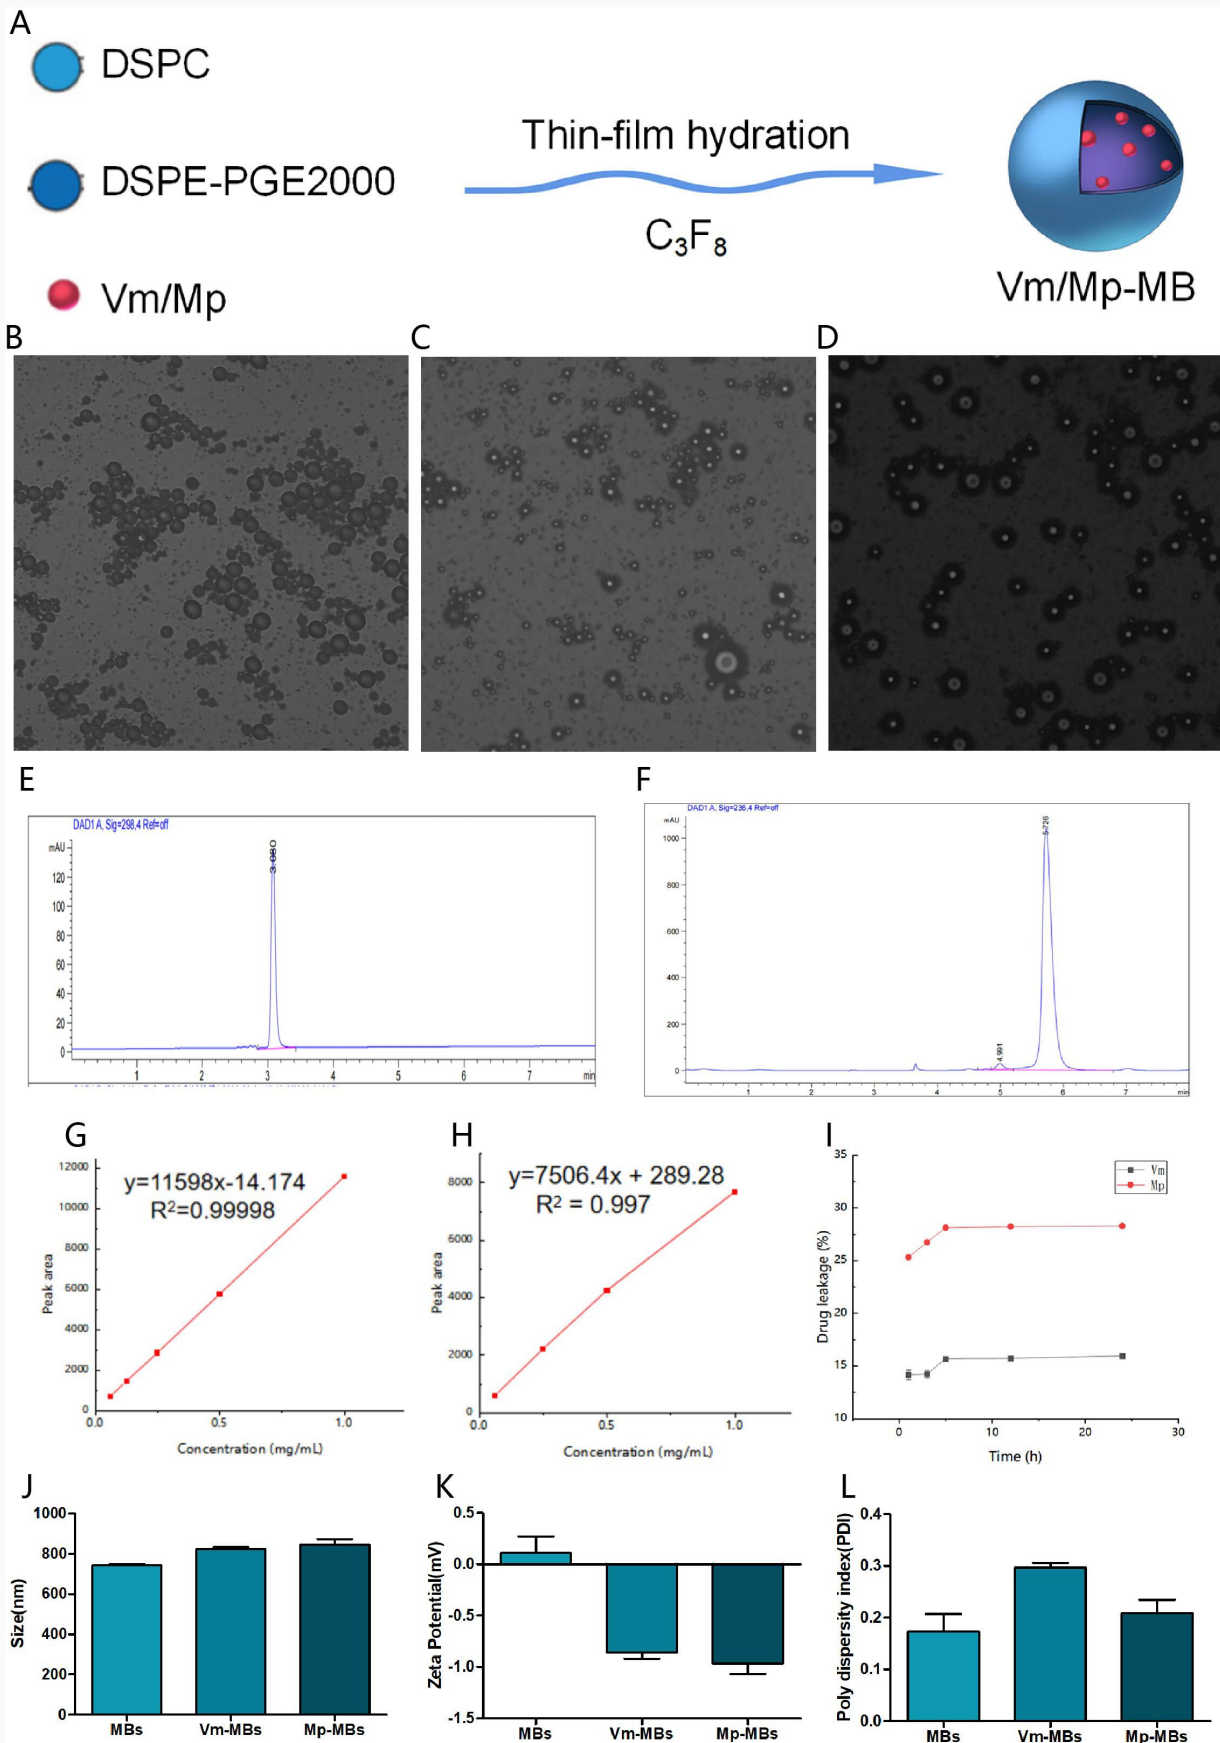 A
DSPC
DSPE-PGE2000
Vm/Mp
Thin-film hydration
C₃F₈
Vm/Mp-MB
B
C
D
E
DAD1 A, Sig=298,4 Ref=off
mAU
120
100
80
60
40
20
0
3.080
1 2 3 4 5 6 7 min
F
DAD1 A, Sig=236,4 Ref=off
mAU
1000
800
600
400
200
0
4.991
5.726
1 2 3 4 5 6 7 min
G
y=11598x-14.174
R²=0.99998
12000
10000
8000
6000
4000
2000
0
Peak area
0.0 0.5 1.0
Concentration (mg/mL)
H
y=7506.4x + 289.28
R² = 0.997
8000
6000
4000
2000
0
Peak area
0.0 0.5 1.0
Concentration (mg/mL)
I
Vm
Mp
35
30
25
20
15
10
Drug leakage (%)
0 10 20 30
Time (h)
J
1000
800
600
400
200
0
Size(nm)
MBs Vm-MBs Mp-MBs
K
0.5
0.0
-0.5
-1.0
-1.5
Zeta Potential(mV)
MBs Vm-MBs Mp-MBs
L
0.4
0.3
0.2
0.1
0.0
Poly dispersity index(PDI)
MBs Vm-MBs Mp-MBs